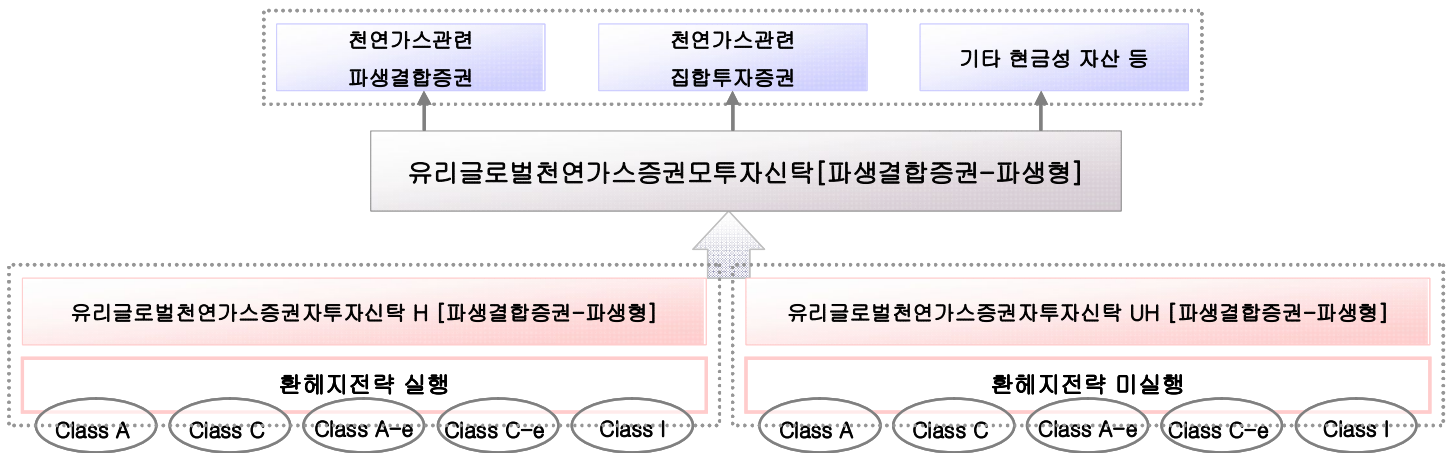 천연가스관련
파생결합증권
천연가스관련
집합투자증권
기타 현금성 자산 등
유리글로벌천연가스증권모투자신탁[파생결합증권-파생형]
유리글로벌천연가스증권자투자신탁 H [파생결합증권-파생형]
환헤지전략 실행
Class A
Class C
Class A-e
Class C-e
Class I
유리글로벌천연가스증권자투자신탁 UH [파생결합증권-파생형]
환헤지전략 미실행
Class A
Class C
Class A-e
Class C-e
Class I